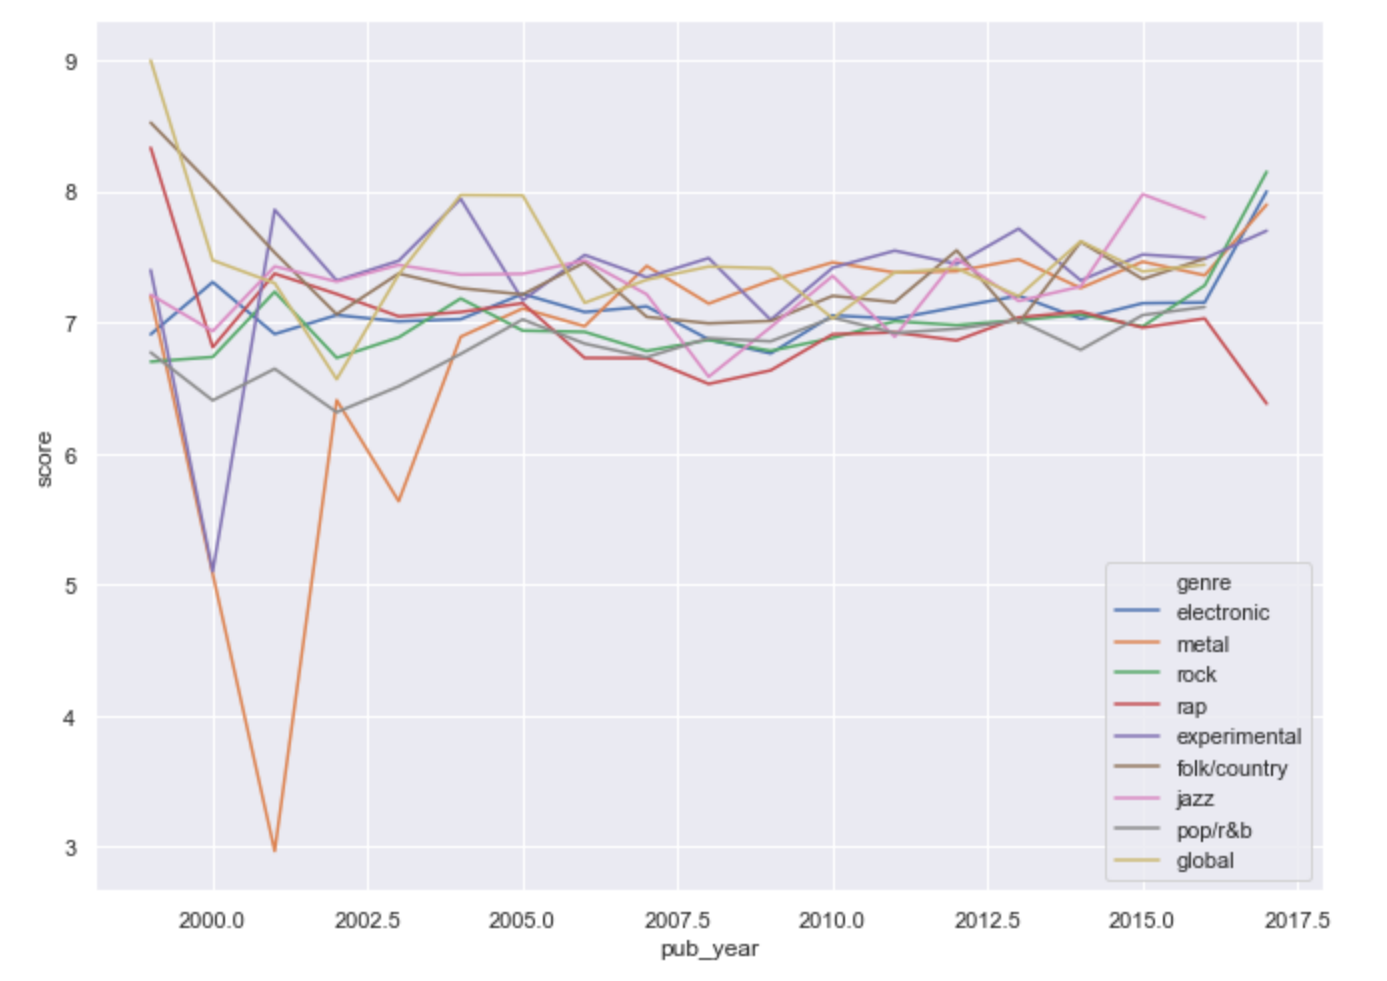 9
8
7
6
5
4
3
score
2000.0 2002.5 2005.0 2007.5 2010.0 2012.5 2015.0 2017.5
pub_year
genre
electronic
metal
rock
rap
experimental
folk/country
jazz
pop/r&b
global